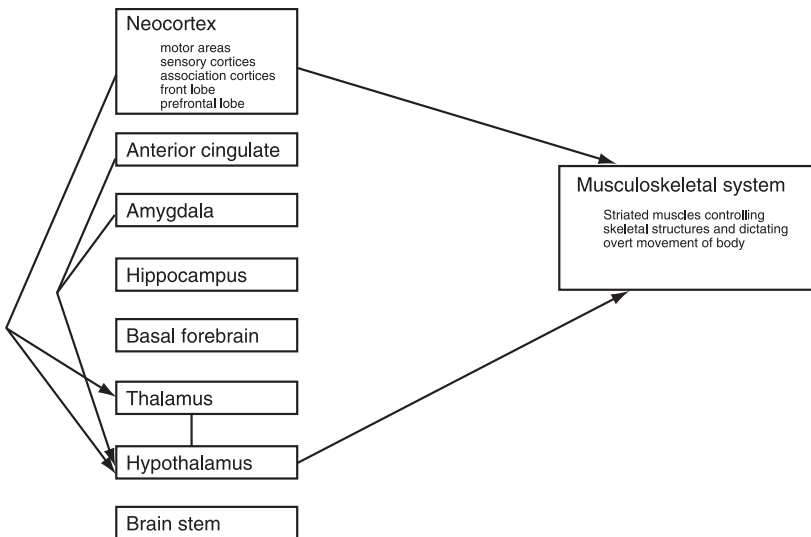 Neocortex
motor areas
sensory cortices
association cortices
front lobe
prefrontal lobe
Anterior cingulate
Amygdala
Hippocampus
Basal forebrain
Thalamus
Hypothalamus
Brain stem
Musculoskeletal system
Striated muscles controlling
skeletal structures and dictating
overt movement of body